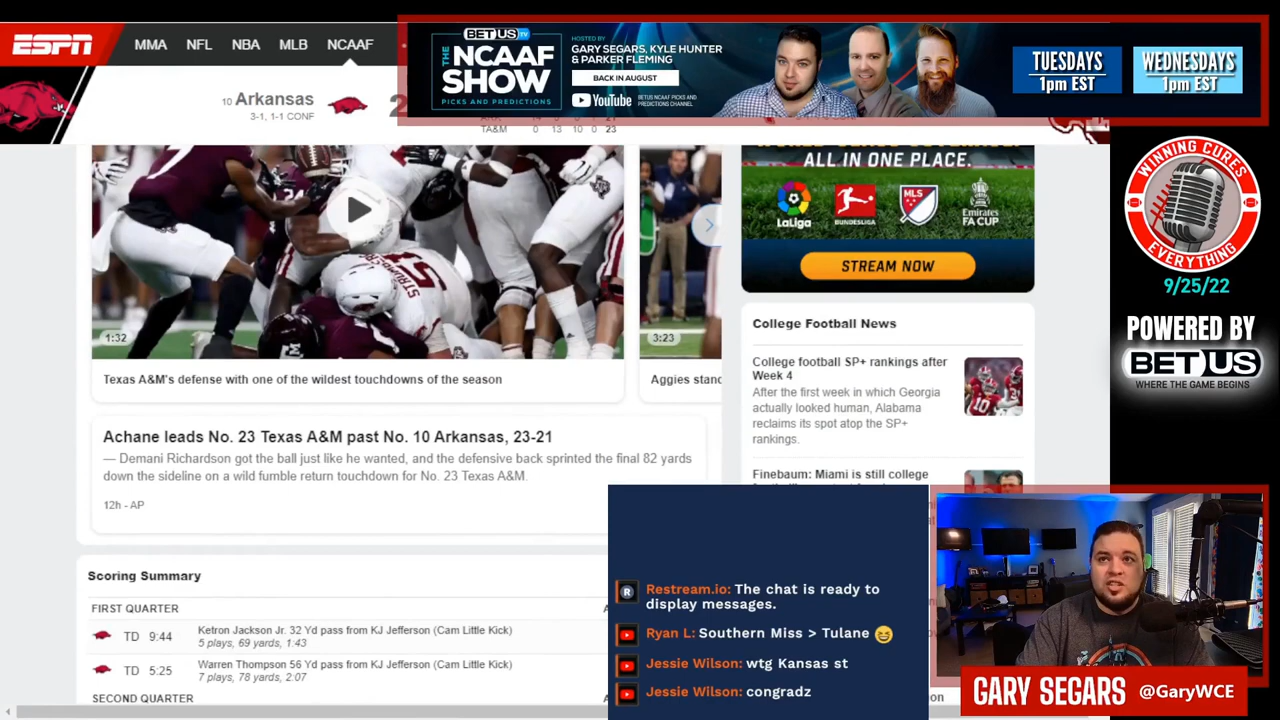 ESPN
MMA
NFL
NBA
MLB
NCAAF
10 Arkansas
3-1, 1-1 CONF
TA&M 0 13 10 0 23
BETUS TV
THE NCAAF SHOW
PICKS AND PREDICTIONS
HOSTED BY
GARY SEGARS, KYLE HUNTER
& PARKER FLEMING
BACK IN AUGUST
YouTube
BETUS NCAAF PICKS AND
PREDICTIONS CHANNEL
TUESDAYS
1pm EST
WEDNESDAYS
1pm EST
WINNING CURES
EVERYTHING
9/25/22
POWERED BY
BETUS
WHERE THE GAME BEGINS
ALL IN ONE PLACE.
LaLiga
BUNDESLIGA
MLS
Emirates
FA CUP
STREAM NOW
1:32
3:23
Texas A&M's defense with one of the wildest touchdowns of the season
Aggies stand
Achane leads No. 23 Texas A&M past No. 10 Arkansas, 23-21
— Demani Richardson got the ball just like he wanted, and the defensive back sprinted the final 82 yards
down the sideline on a wild fumble return touchdown for No. 23 Texas A&M.
12h - AP
College Football News
College football SP+ rankings after
Week 4
After the first week in which Georgia
actually looked human, Alabama
reclaims its spot atop the SP+
rankings.
Finebaum: Miami is still college
Scoring Summary
FIRST QUARTER
TD 9:44
Ketron Jackson Jr. 32 Yd pass from KJ Jefferson (Cam Little Kick)
5 plays, 69 yards, 1:43
TD 5:25
Warren Thompson 56 Yd pass from KJ Jefferson (Cam Little Kick)
7 plays, 78 yards, 2:07
SECOND QUARTER
Restream.io: The chat is ready to
display messages.
Ryan L: Southern Miss > Tulane 😆
Jessie Wilson: wtg Kansas st
Jessie Wilson: congradz
GARY SEGARS @GaryWCE